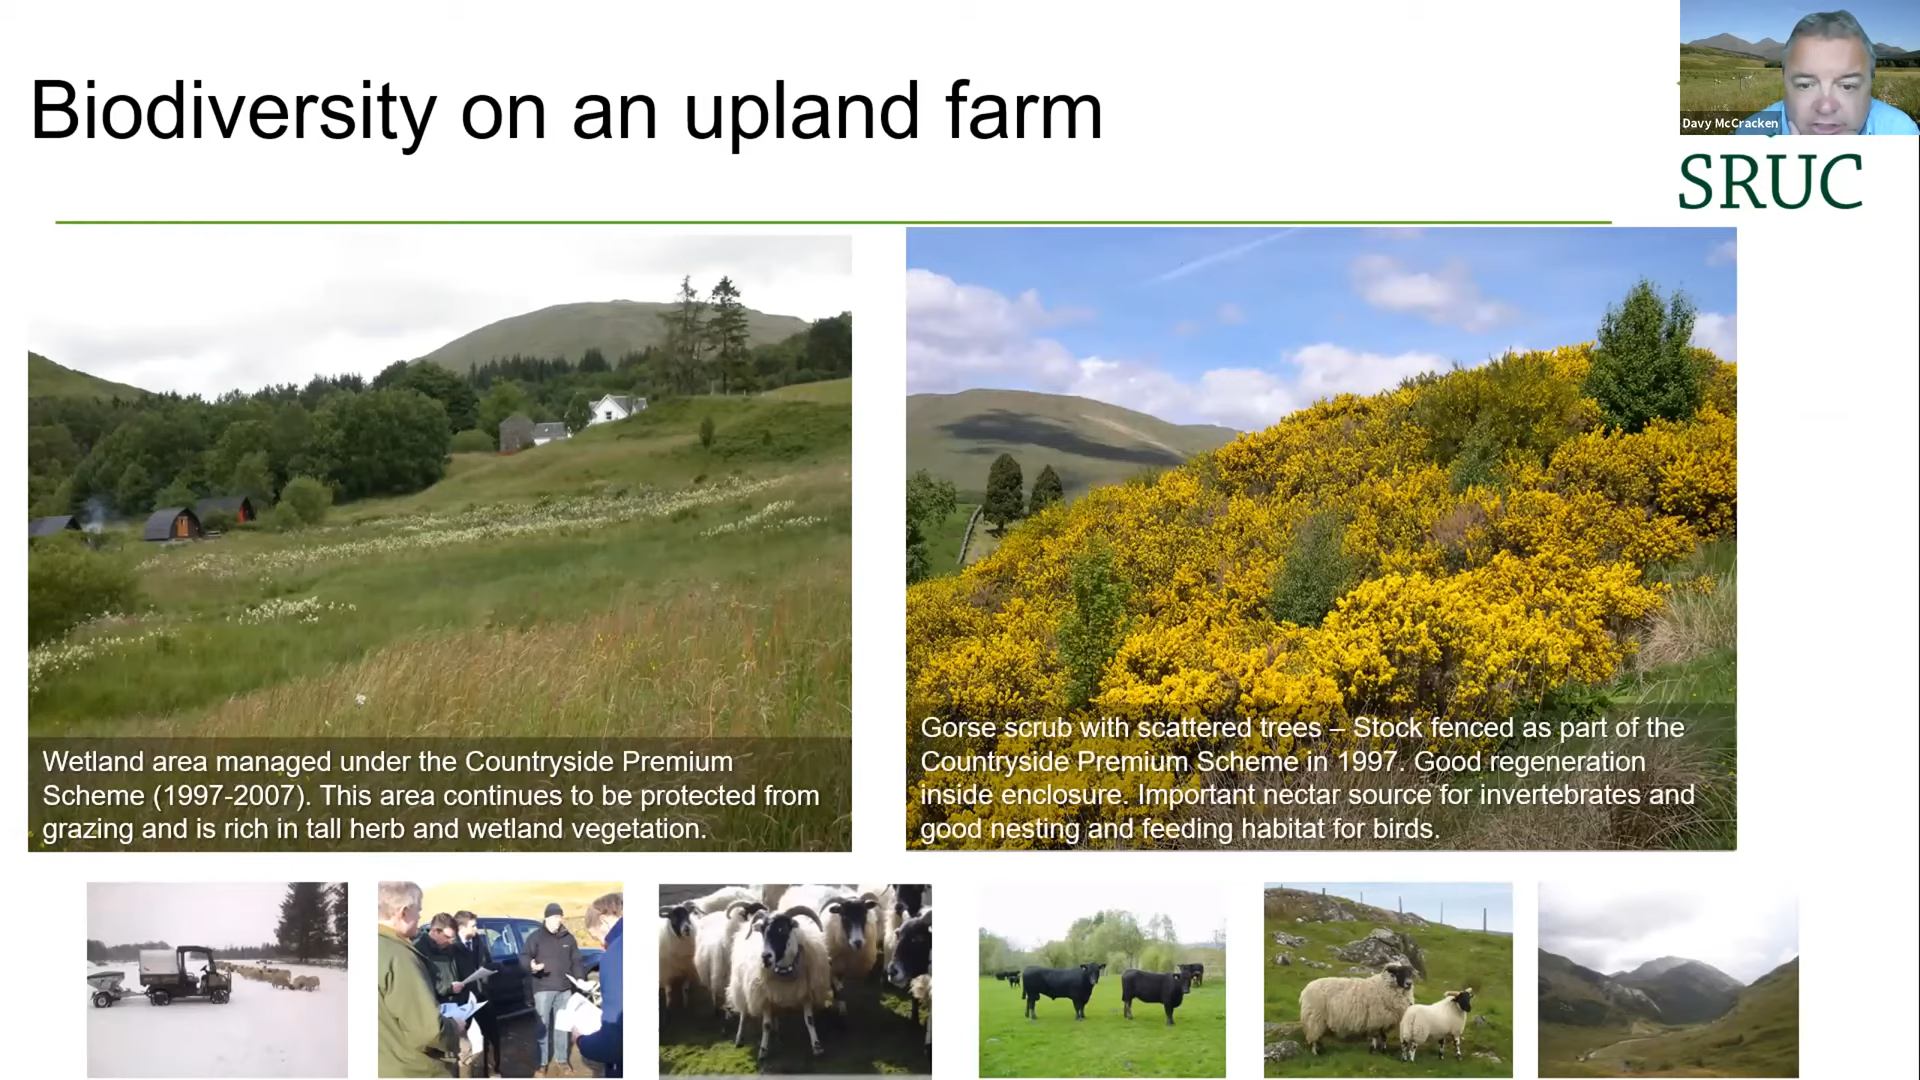 Biodiversity on an upland farm
Davy McCracken
SRUC
Wetland area managed under the Countryside Premium
Scheme (1997-2007). This area continues to be protected from
grazing and is rich in tall herb and wetland vegetation.
Gorse scrub with scattered trees – Stock fenced as part of the
Countryside Premium Scheme in 1997. Good regeneration
inside enclosure. Important nectar source for invertebrates and
good nesting and feeding habitat for birds.